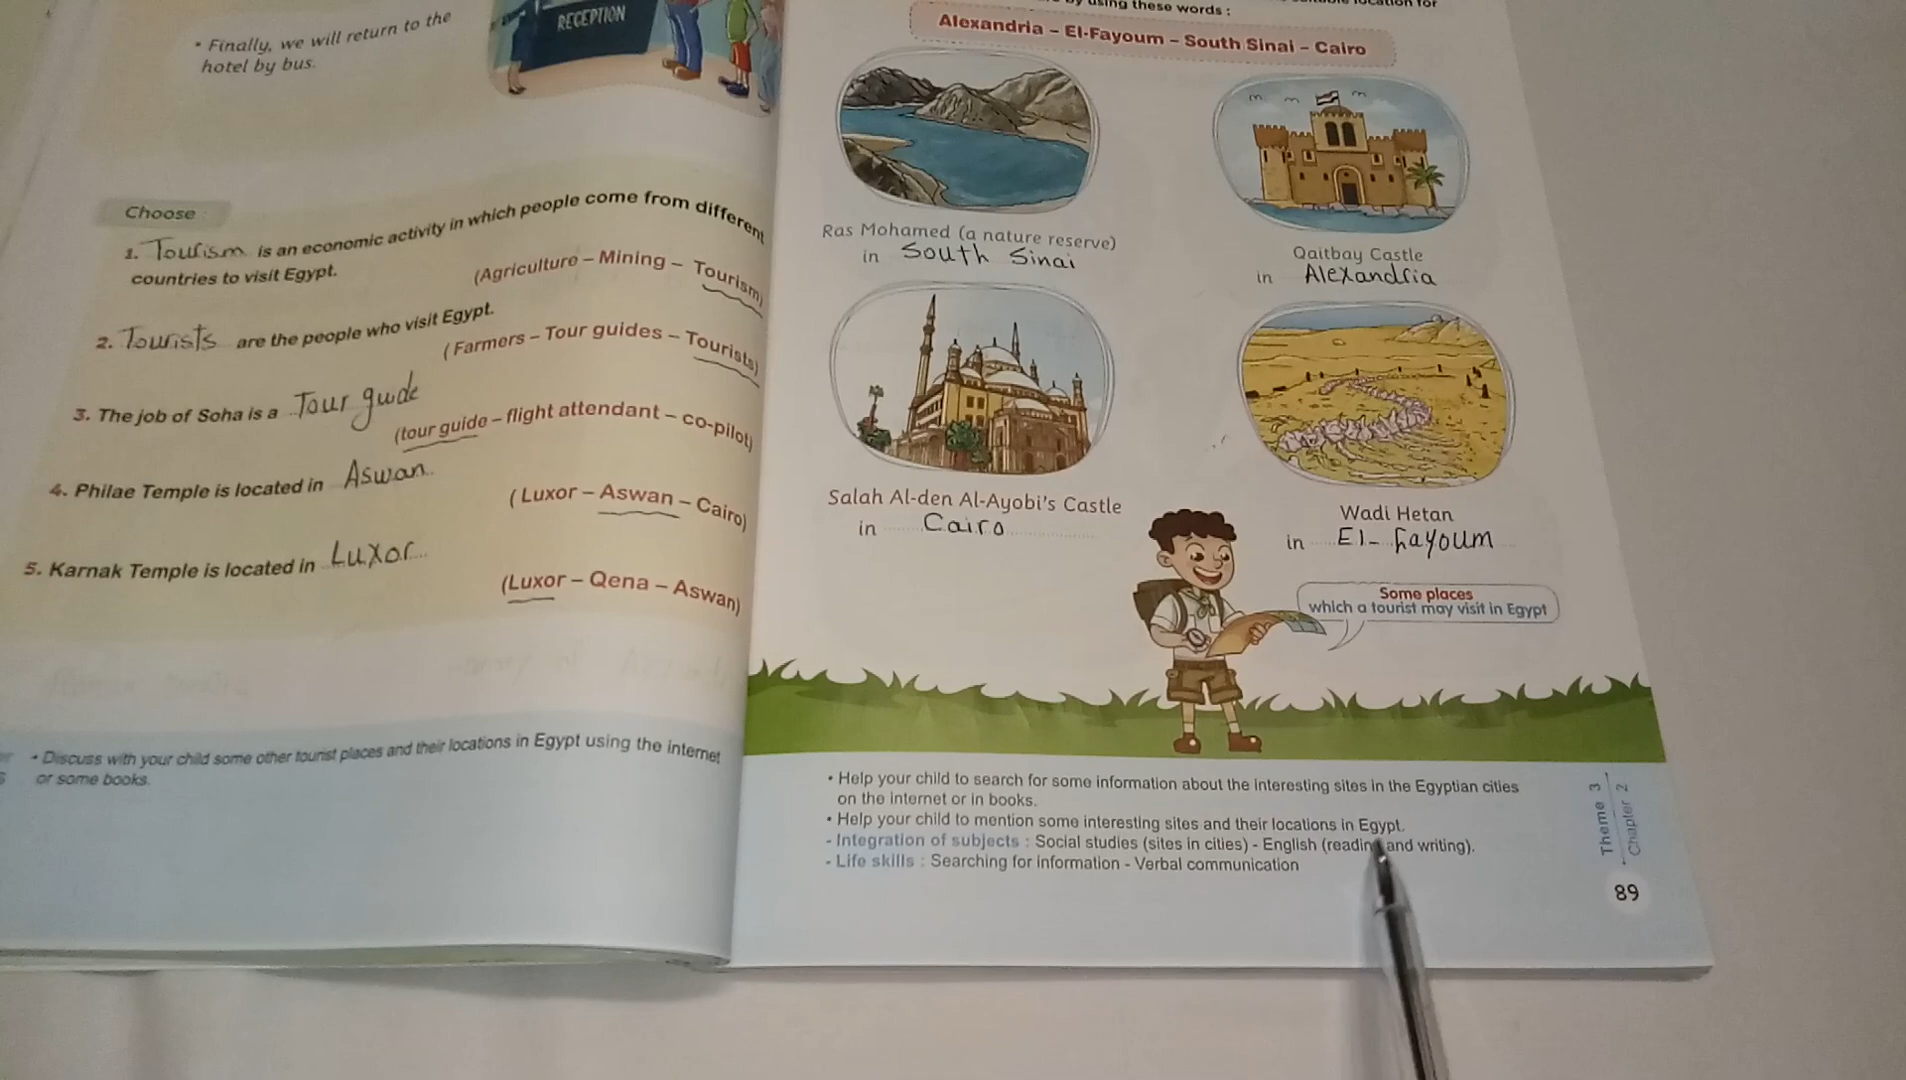 • Finally, we will return to the
hotel by bus.
RECEPTION
Choose
1. Tourism is an economic activity in which people come from different
countries to visit Egypt.
(Agriculture – Mining – Tourism)
2. Tourists are the people who visit Egypt.
( Farmers – Tour guides – Tourists)
3. The job of Soha is a Tour guide
(tour guide – flight attendant – co-pilot)
4. Philae Temple is located in Aswan
( Luxor – Aswan – Cairo)
5. Karnak Temple is located in Luxor
(Luxor – Qena – Aswan)
• Discuss with your child some other tourist places and their locations in Egypt using the internet
or some books.
location for
by using these words :
Alexandria – El-Fayoum – South Sinai – Cairo
Ras Mohamed (a nature reserve)
in South Sinai
Qaitbay Castle
in Alexandria
Salah Al-den Al-Ayobi's Castle
in Cairo
Wadi Hetan
in El- Fayoum
Some places
which a tourist may visit in Egypt
• Help your child to search for some information about the interesting sites in the Egyptian cities
on the internet or in books.
• Help your child to mention some interesting sites and their locations in Egypt.
- Integration of subjects : Social studies (sites in cities) - English (reading and writing).
- Life skills : Searching for information - Verbal communication
Theme 3
Chapter 2
89